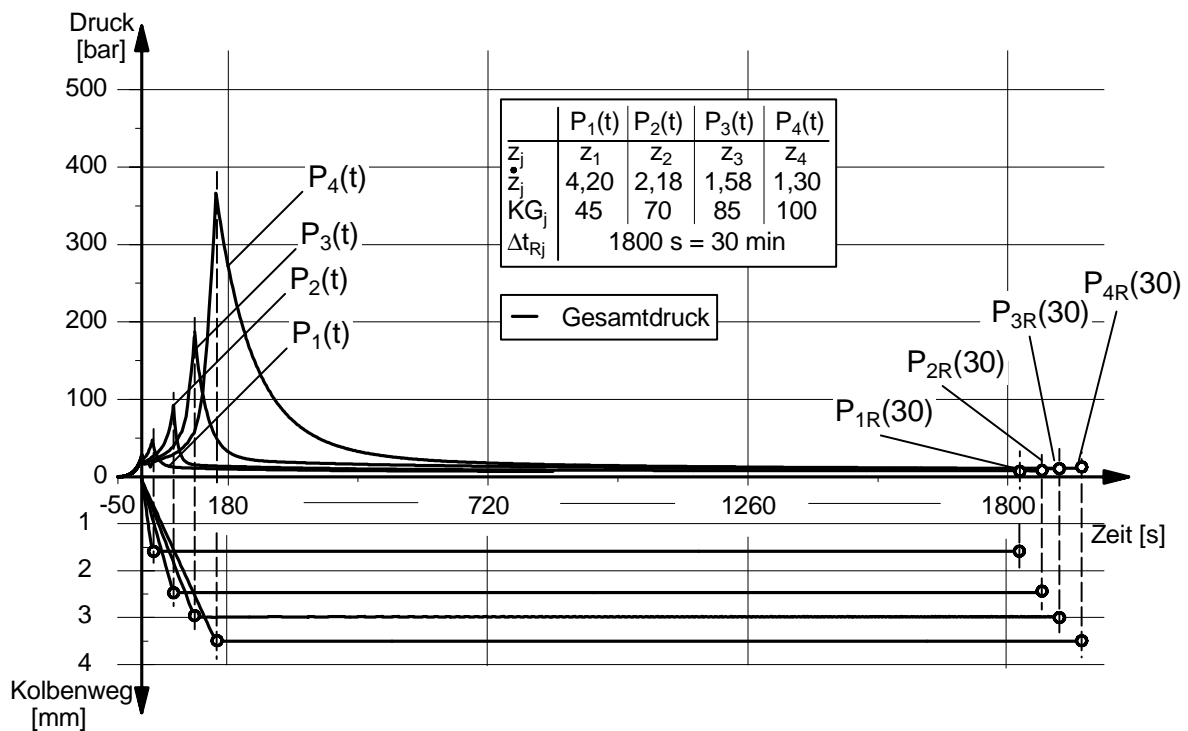 Druck
[bar]
500
400
300
200
100
0
P₁(t) P₂(t) P₃(t) P₄(t)
zⱼ z₁ z₂ z₃ z₄
żⱼ 4,20 2,18 1,58 1,30
KGⱼ 45 70 85 100
Δt_Rj 1800 s = 30 min
Gesamtdruck
P₄(t)
P₃(t)
P₂(t)
P₁(t)
P₄R(30)
P₃R(30)
P₂R(30)
P₁R(30)
-50 180 720 1260 1800
Zeit [s]
1
2
3
4
Kolbenweg
[mm]